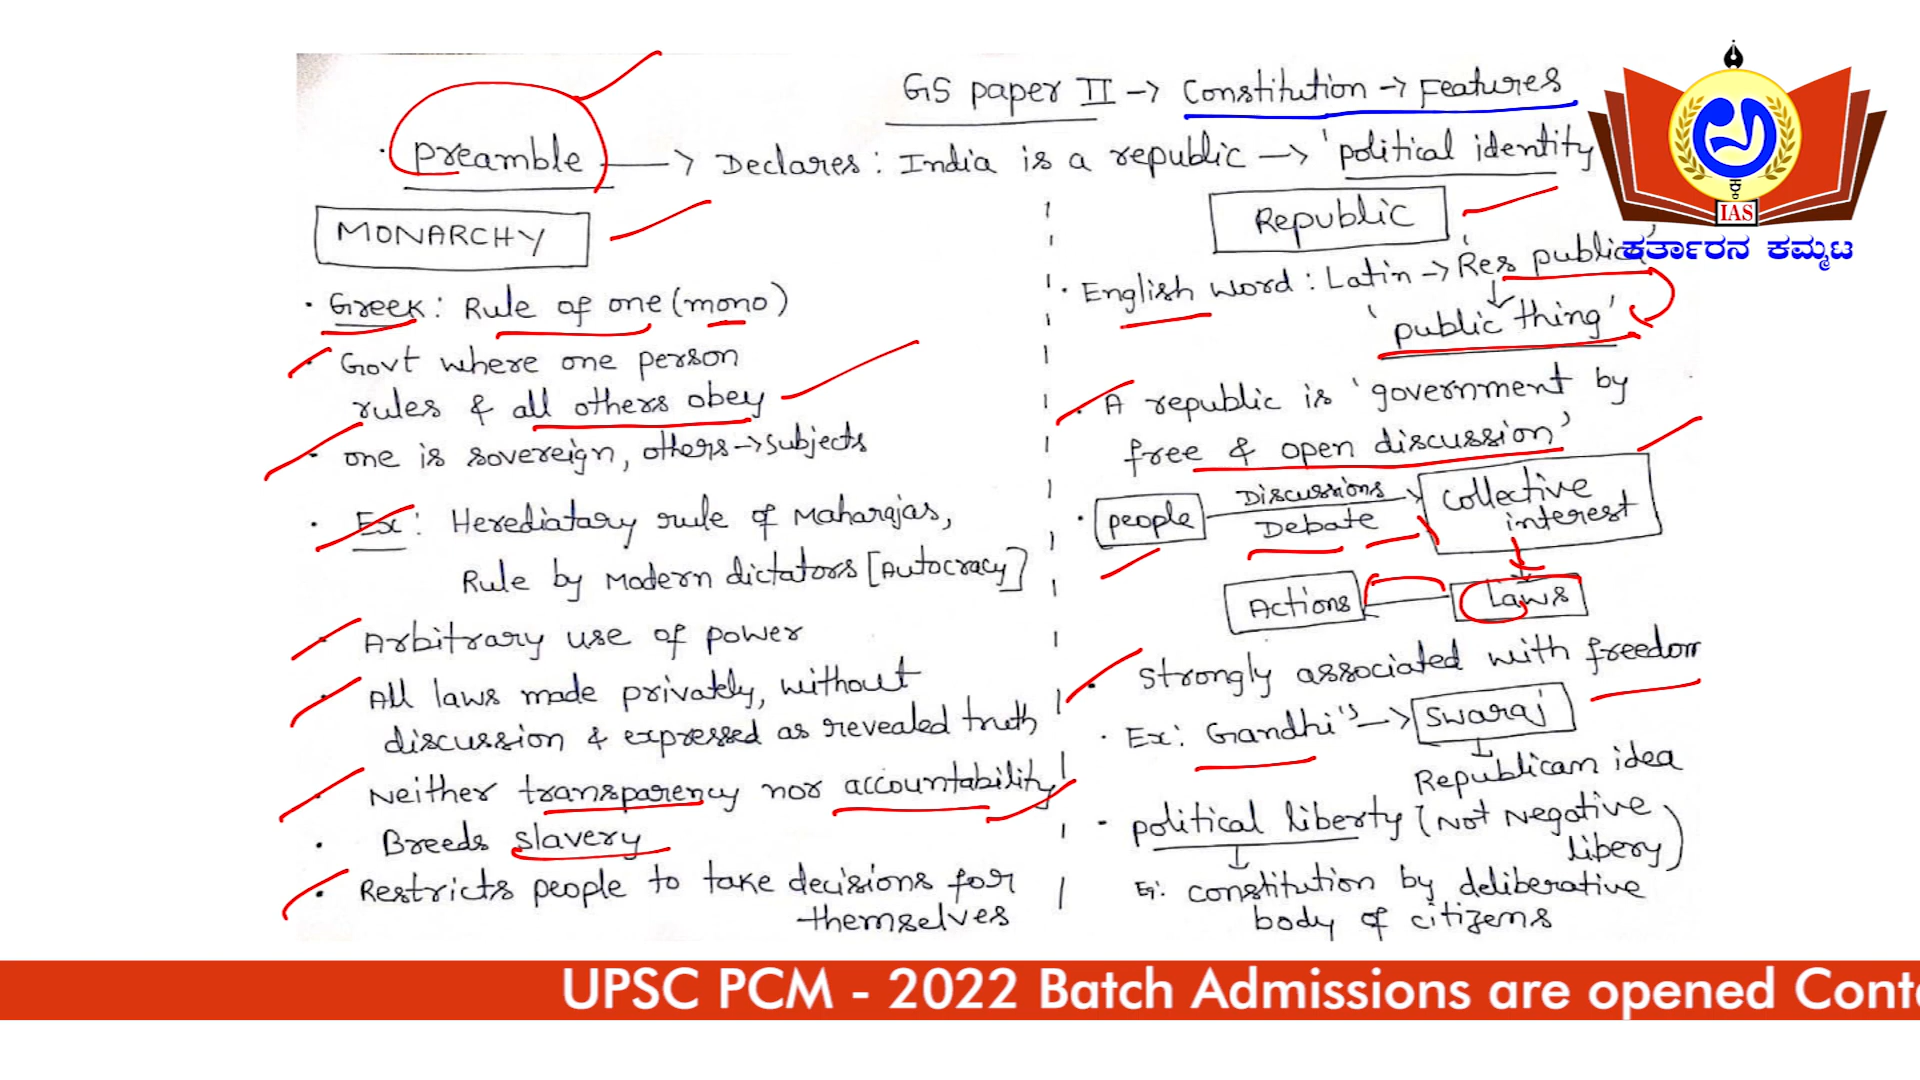 GS paper II → Constitution → Features
· Preamble → Declares : India is a republic → 'political identity
MONARCHY
· Greek : Rule of one (mono)
· Govt where one person
rules & all others obey
· one is sovereign, others → subjects
· Ex : Herediatary rule of Maharajas,
Rule by Modern dictators [Autocracy]
· Arbitrary use of power
· All laws made privately, without
discussion & expressed as revealed truth
· Neither transparency nor accountability
· Breeds slavery
· Restricts people to take decisions for
themselves
Republic
· English word : Latin → 'Res public
'public thing'
· A republic is 'government by
free & open discussion'
· people Discussions → Collective
Debate interest
Actions Laws
· Strongly associated with freedom
· Ex : Gandhi's → Swaraj
Republican idea
· political liberty (Not Negative
libery)
Eg: constitution by deliberative
body of citizens
ಅ
IAS
ಕರ್ತಾರನ ಕಮ್ಮಟ
UPSC PCM - 2022 Batch Admissions are opened Conta